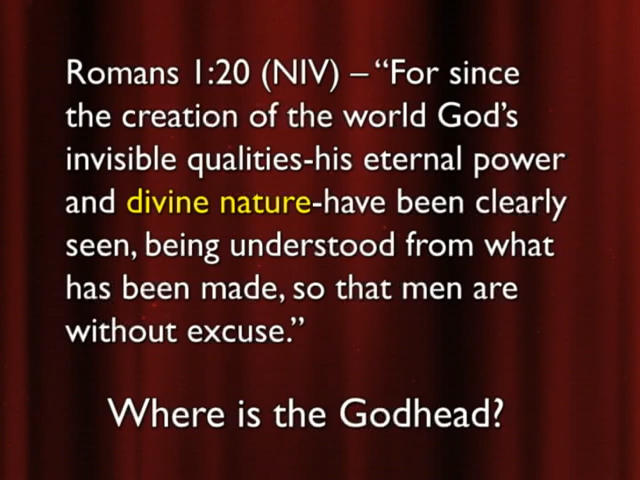 Romans 1:20 (NIV) – “For since
the creation of the world God’s
invisible qualities-his eternal power
and divine nature-have been clearly
seen, being understood from what
has been made, so that men are
without excuse.”
Where is the Godhead?